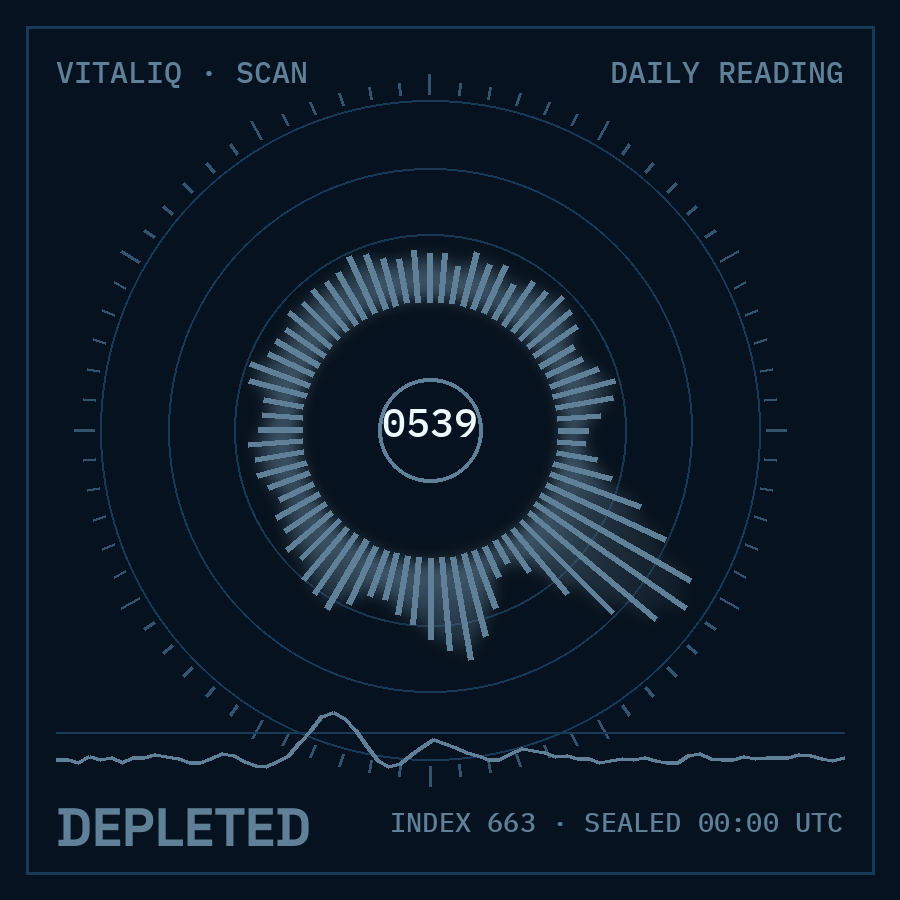 VITALIQ · SCAN
DAILY READING
0539
DEPLETED
INDEX 663 · SEALED 00:00 UTC